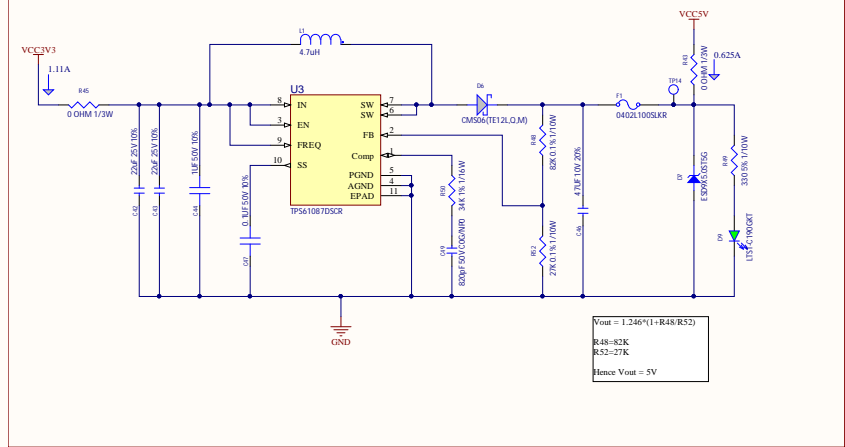 VCC5V
L1
4.7uH
VCC3V3
1.11A
R43
0 OHM 1/3W
0.625A
TP14
R45
0 OHM 1/3W
U3
D6
CMS06(TE12L,Q,M)
F1
0402L100SLKR
8 IN
3 EN
9 FREQ
10 SS
SW 7
SW 6
FB 2
Comp 1
PGND 5
AGND 4
EPAD 11
TPS61087DSCR
22uF 25V 10%
C42
22uF 25V 10%
C43
1UF 50V 10%
C44
0.1UF 50V 10%
C47
R50
34K 1% 1/16W
C49
820pF 50V C0G/NP0
R48
82K 0.1% 1/10W
R52
27K 0.1% 1/10W
47UF 10V 20%
C46
D7
ESD9X5.0ST5G
R49
330 5% 1/10W
D9
LTST-C190GKT
GND
Vout = 1.246*(1+R48/R52)
R48=82K
R52=27K
Hence Vout = 5V